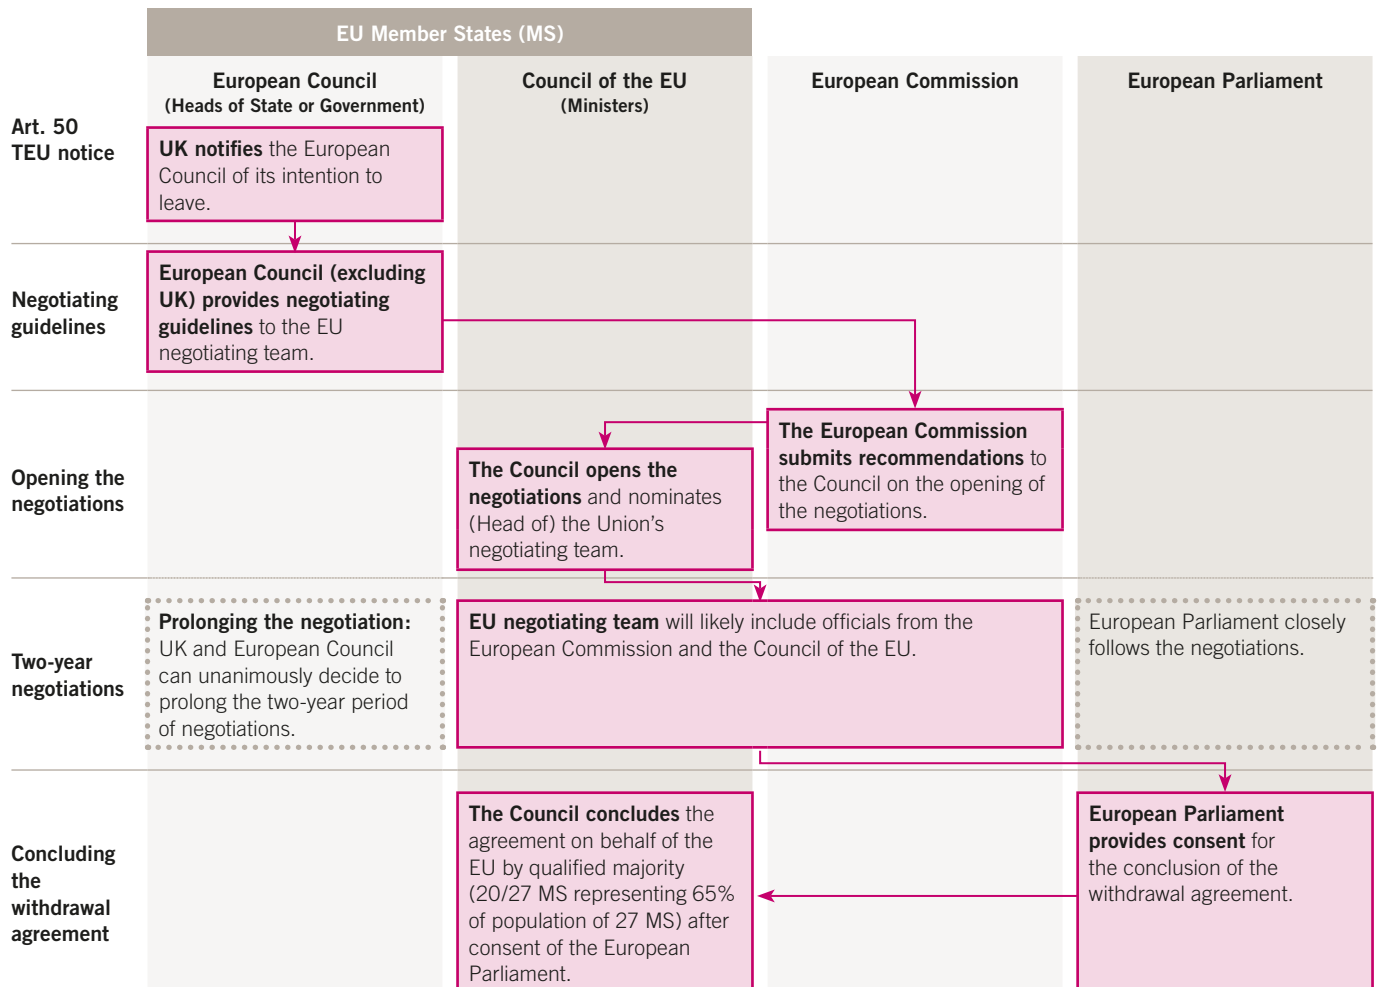 EU Member States (MS)
European Council
(Heads of State or Government)
Council of the EU
(Ministers)
European Commission
European Parliament
Art. 50
TEU notice
UK notifies the European
Council of its intention to
leave.
Negotiating
guidelines
European Council (excluding
UK) provides negotiating
guidelines to the EU
negotiating team.
Opening the
negotiations
The Council opens the
negotiations and nominates
(Head of) the Union’s
negotiating team.
The European Commission
submits recommendations to
the Council on the opening of
the negotiations.
Two-year
negotiations
Prolonging the negotiation:
UK and European Council
can unanimously decide to
prolong the two-year period
of negotiations.
EU negotiating team will likely include officials from the
European Commission and the Council of the EU.
European Parliament closely
follows the negotiations.
Concluding
the
withdrawal
agreement
The Council concludes the
agreement on behalf of the
EU by qualified majority
(20/27 MS representing 65%
of population of 27 MS) after
consent of the European
Parliament.
European Parliament
provides consent for
the conclusion of the
withdrawal agreement.